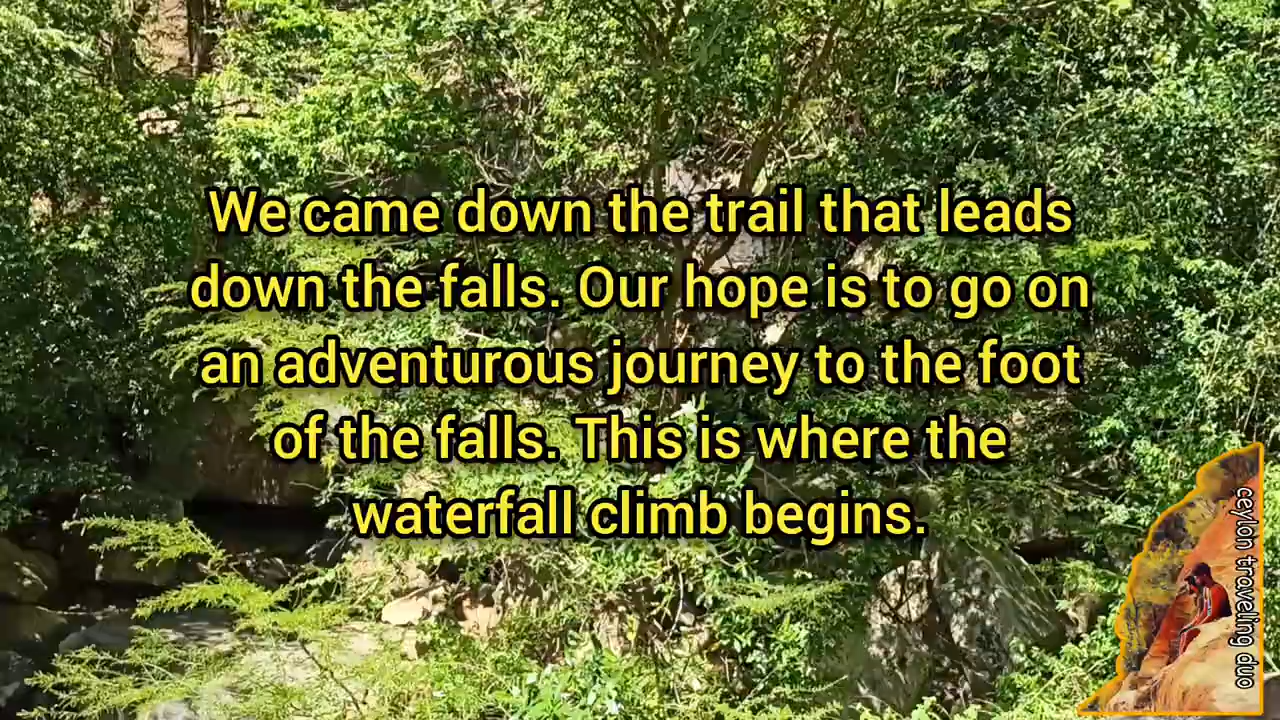 We came down the trail that leads
down the falls. Our hope is to go on
an adventurous journey to the foot
of the falls. This is where the
waterfall climb begins.
ceylon traveling duo